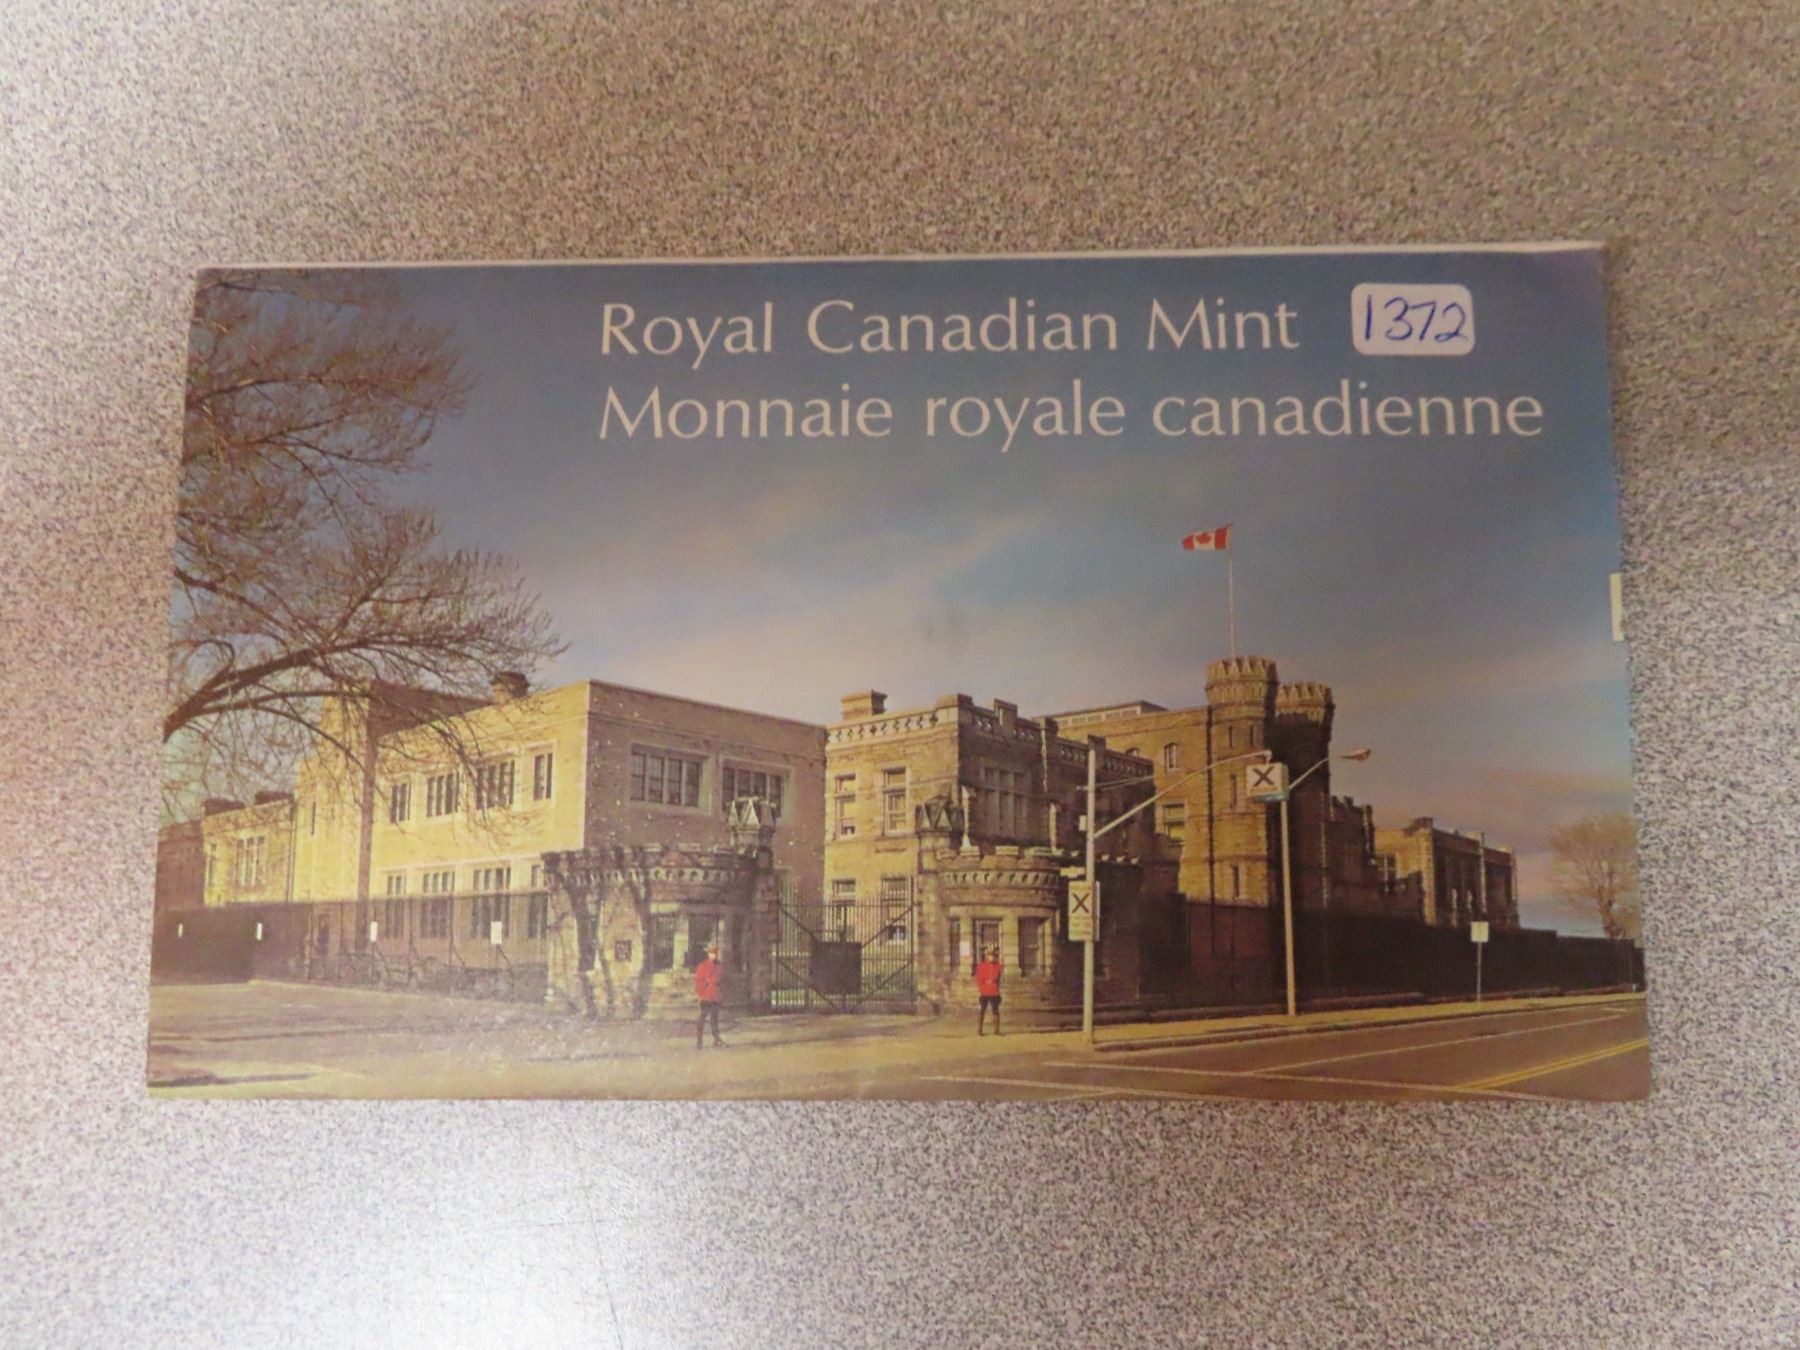 Royal Canadian Mint
1372
Monnaie royale canadienne
X
X